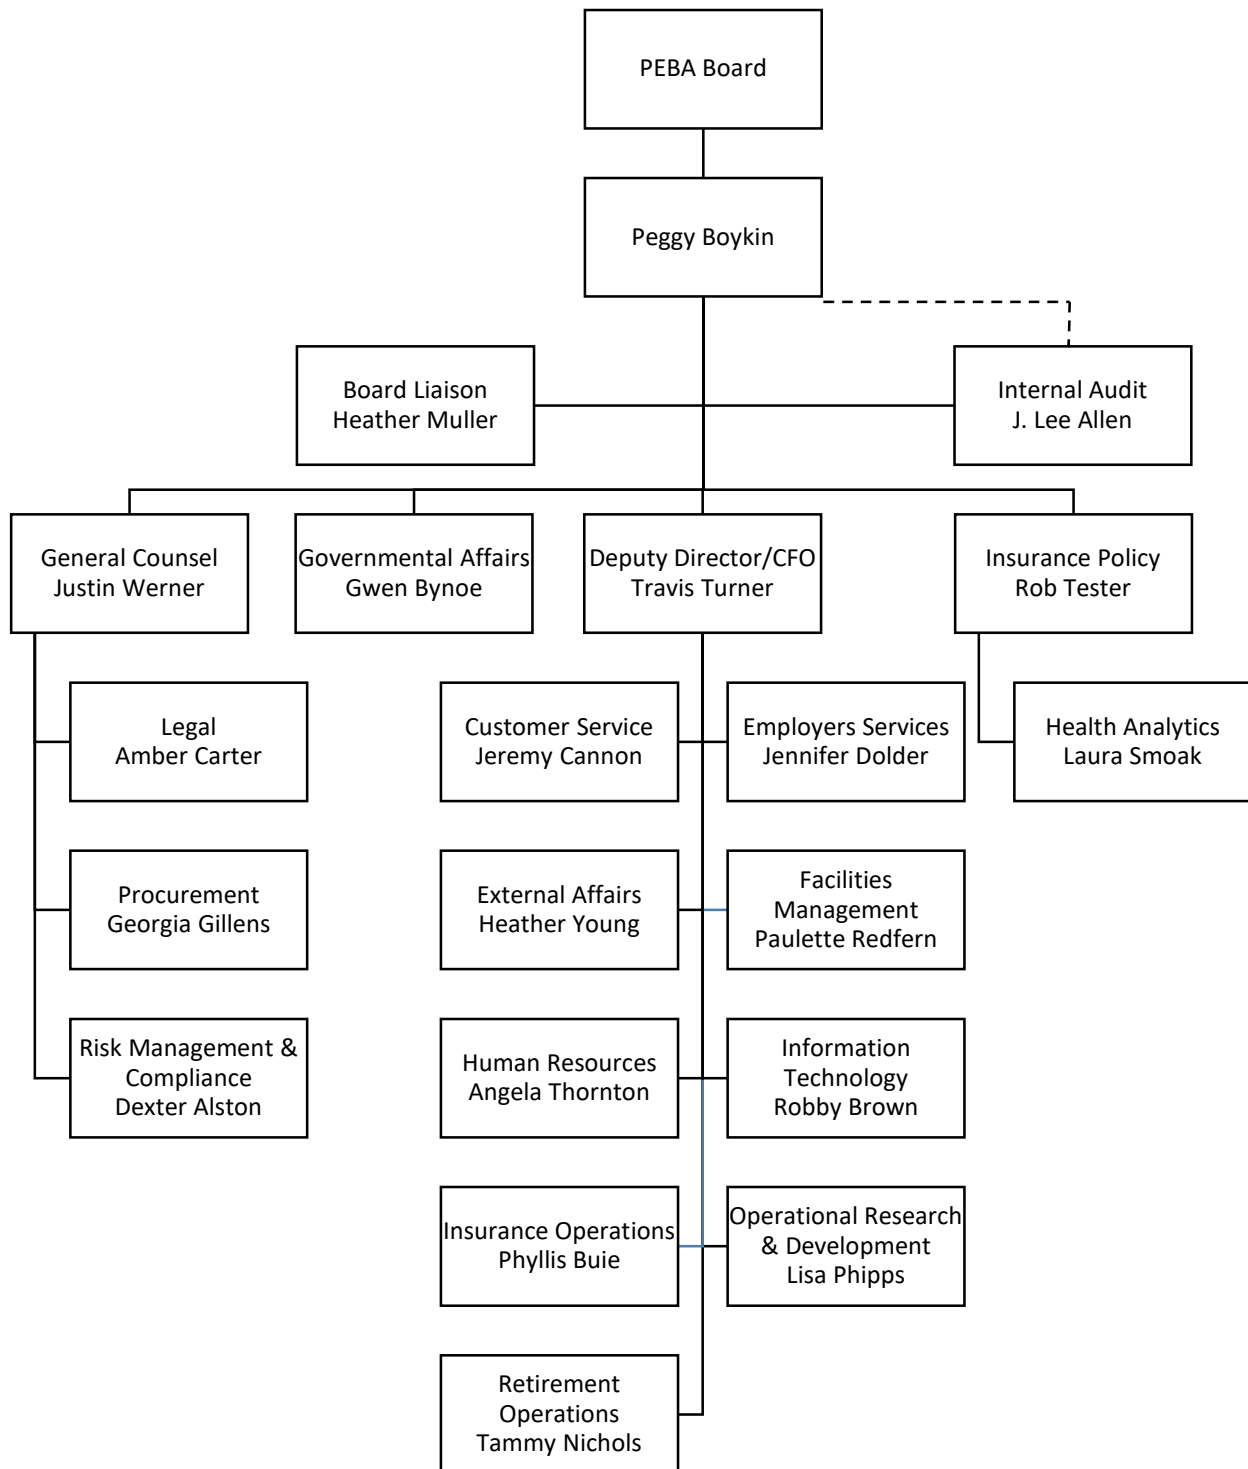 PEBA Board
Peggy Boykin
Board Liaison
Heather Muller
Internal Audit
J. Lee Allen
General Counsel
Justin Werner
Governmental Affairs
Gwen Bynoe
Deputy Director/CFO
Travis Turner
Insurance Policy
Rob Tester
Legal
Amber Carter
Customer Service
Jeremy Cannon
Employers Services
Jennifer Dolder
Health Analytics
Laura Smoak
Procurement
Georgia Gillens
External Affairs
Heather Young
Facilities
Management
Paulette Redfern
Risk Management &
Compliance
Dexter Alston
Human Resources
Angela Thornton
Information
Technology
Robby Brown
Insurance Operations
Phyllis Buie
Operational Research
& Development
Lisa Phipps
Retirement
Operations
Tammy Nichols